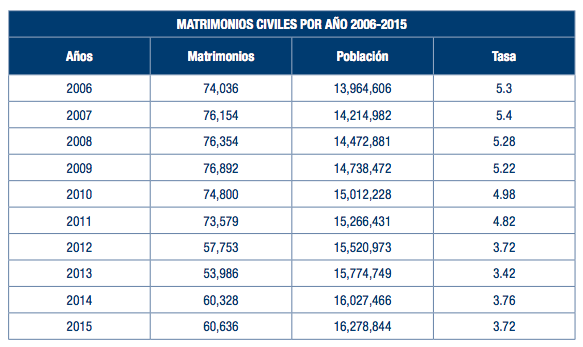 MATRIMONIOS CIVILES POR AÑO 2006-2015
Años Matrimonios Población Tasa
2006 74,036 13,964,606 5.3
2007 76,154 14,214,982 5.4
2008 76,354 14,472,881 5.28
2009 76,892 14,738,472 5.22
2010 74,800 15,012,228 4.98
2011 73,579 15,266,431 4.82
2012 57,753 15,520,973 3.72
2013 53,986 15,774,749 3.42
2014 60,328 16,027,466 3.76
2015 60,636 16,278,844 3.72